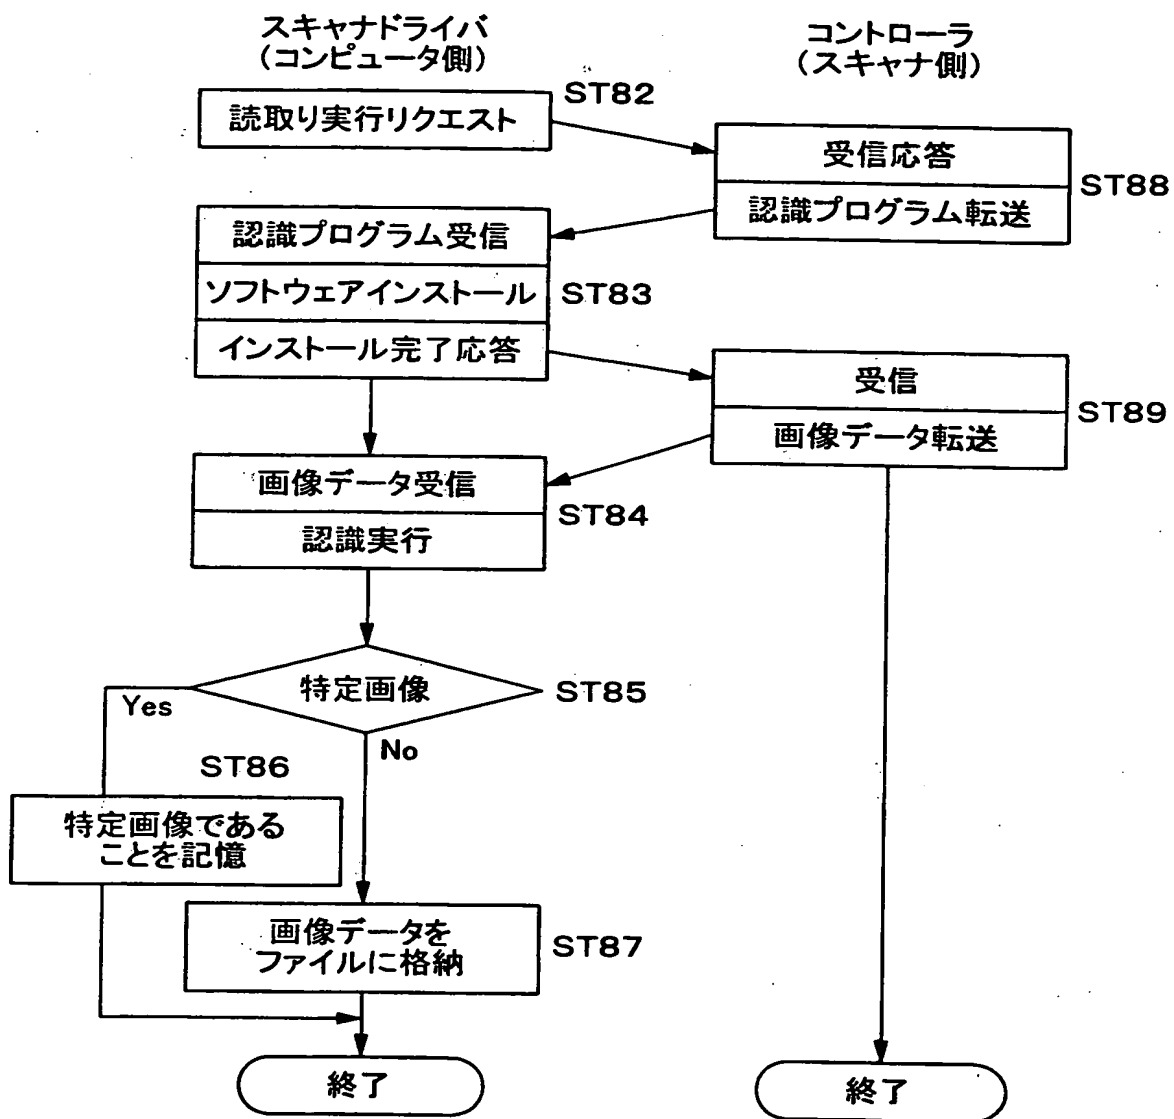 スキャナドライバ
(コンピュータ側)
コントローラ
(スキャナ側)
ST82
読取り実行リクエスト
受信応答
ST88
認識プログラム転送
認識プログラム受信
ソフトウェアインストール
ST83
インストール完了応答
受信
ST89
画像データ転送
画像データ受信
ST84
認識実行
特定画像
ST85
Yes
No
ST86
特定画像である
ことを記憶
画像データを
ファイルに格納
ST87
終了
終了